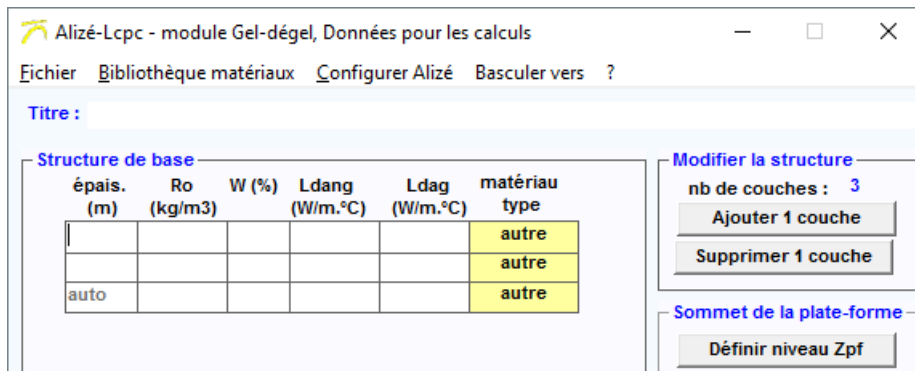 Alizé-Lcpc - module Gel-dégel, Données pour les calculs
Fichier Bibliothèque matériaux Configurer Alizé Basculer vers ?
Titre :
Structure de base
épais. (m) Ro (kg/m3) W (%) Ldang (W/m.ºC) Ldag (W/m.ºC) matériau type
autre
autre
auto autre
Modifier la structure
nb de couches : 3
Ajouter 1 couche
Supprimer 1 couche
Sommet de la plate-forme
Définir niveau Zpf